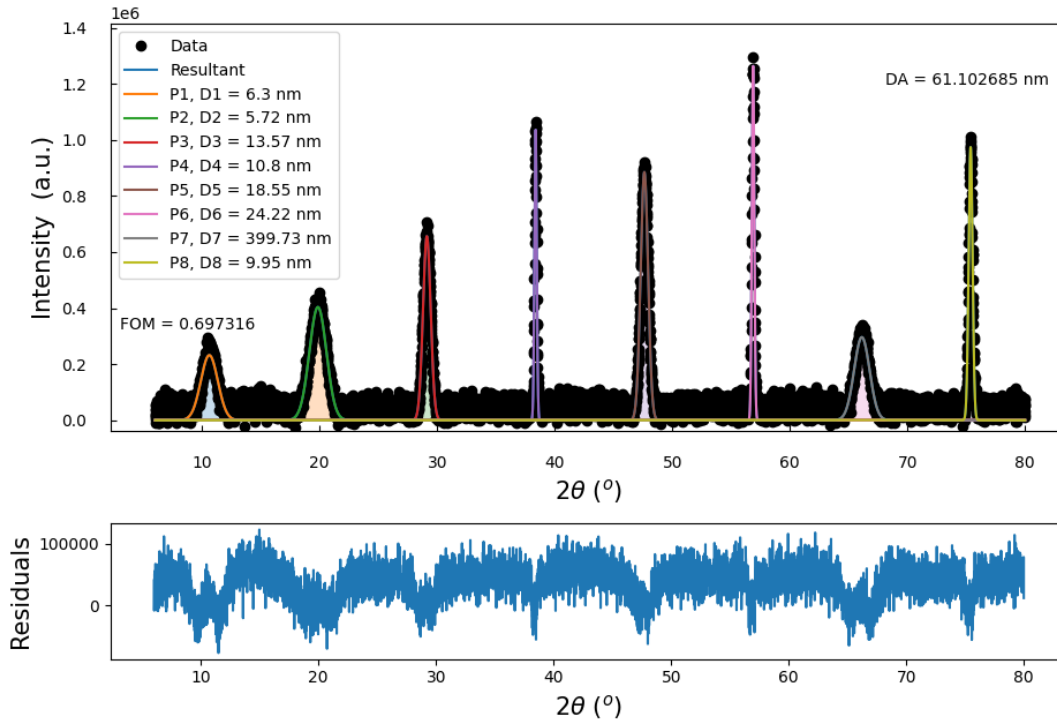 1e6
1.4
1.2
1.0
0.8
0.6
0.4
0.2
0.0
Intensity (a.u.)
Data
Resultant
P1, D1 = 6.3 nm
P2, D2 = 5.72 nm
P3, D3 = 13.57 nm
P4, D4 = 10.8 nm
P5, D5 = 18.55 nm
P6, D6 = 24.22 nm
P7, D7 = 399.73 nm
P8, D8 = 9.95 nm
DA = 61.102685 nm
FOM = 0.697316
10 20 30 40 50 60 70 80
2θ (°)
100000
0
Residuals
10 20 30 40 50 60 70 80
2θ (°)